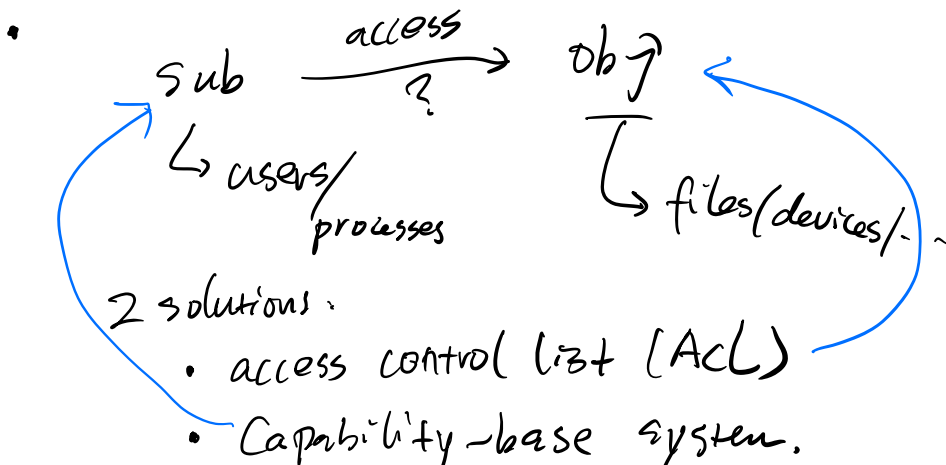 access
sub ? obj
↳ users/
processes
↳ files/devices/--
2 solutions:
• access control list (ACL)
• Capability-base system.